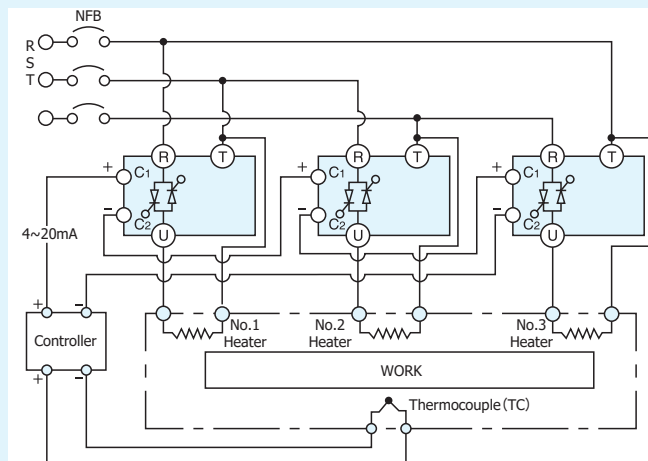 NFB
R
S
T
R T
R T
R T
+ C1
+ C1
+ C1
− C2
− C2
− C2
U
U
U
4~20mA
+ −
Controller
+ −
No.1
Heater
No.2
Heater
No.3
Heater
WORK
Thermocouple (TC)